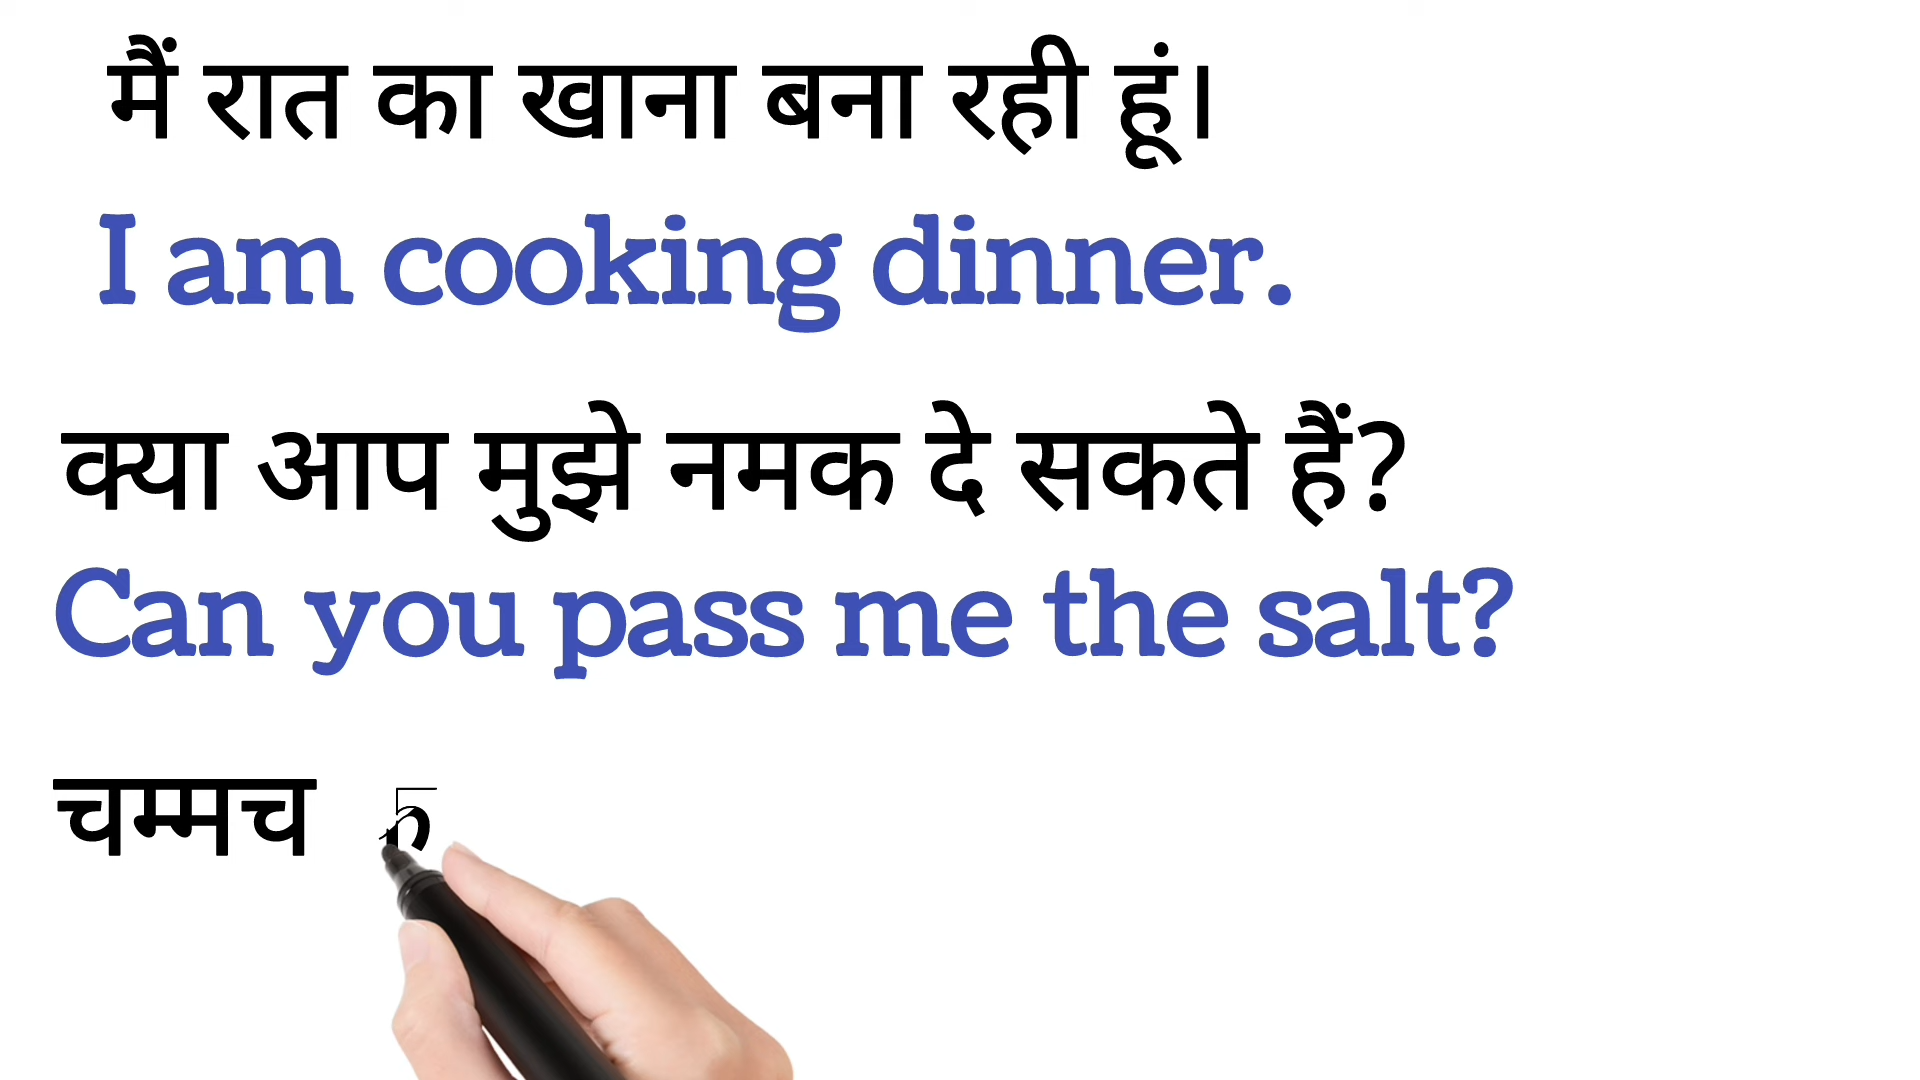 मैं रात का खाना बना रही हूं।
I am cooking dinner.
क्या आप मुझे नमक दे सकते हैं?
Can you pass me the salt?
चम्मच